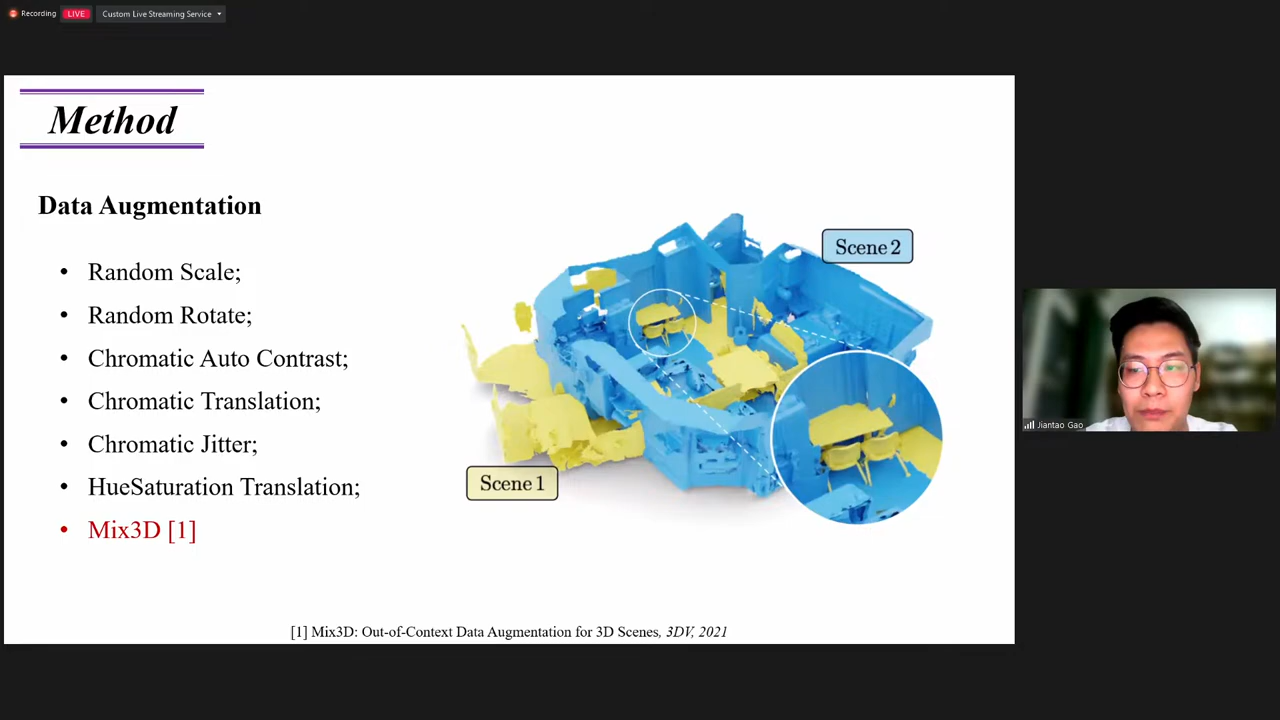 Recording
LIVE
Custom Live Streaming Service
Method
Data Augmentation
• Random Scale;
• Random Rotate;
• Chromatic Auto Contrast;
• Chromatic Translation;
• Chromatic Jitter;
• HueSaturation Translation;
• Mix3D [1]
Scene 2
Scene 1
[1] Mix3D: Out-of-Context Data Augmentation for 3D Scenes, 3DV, 2021
Jiantao Gao